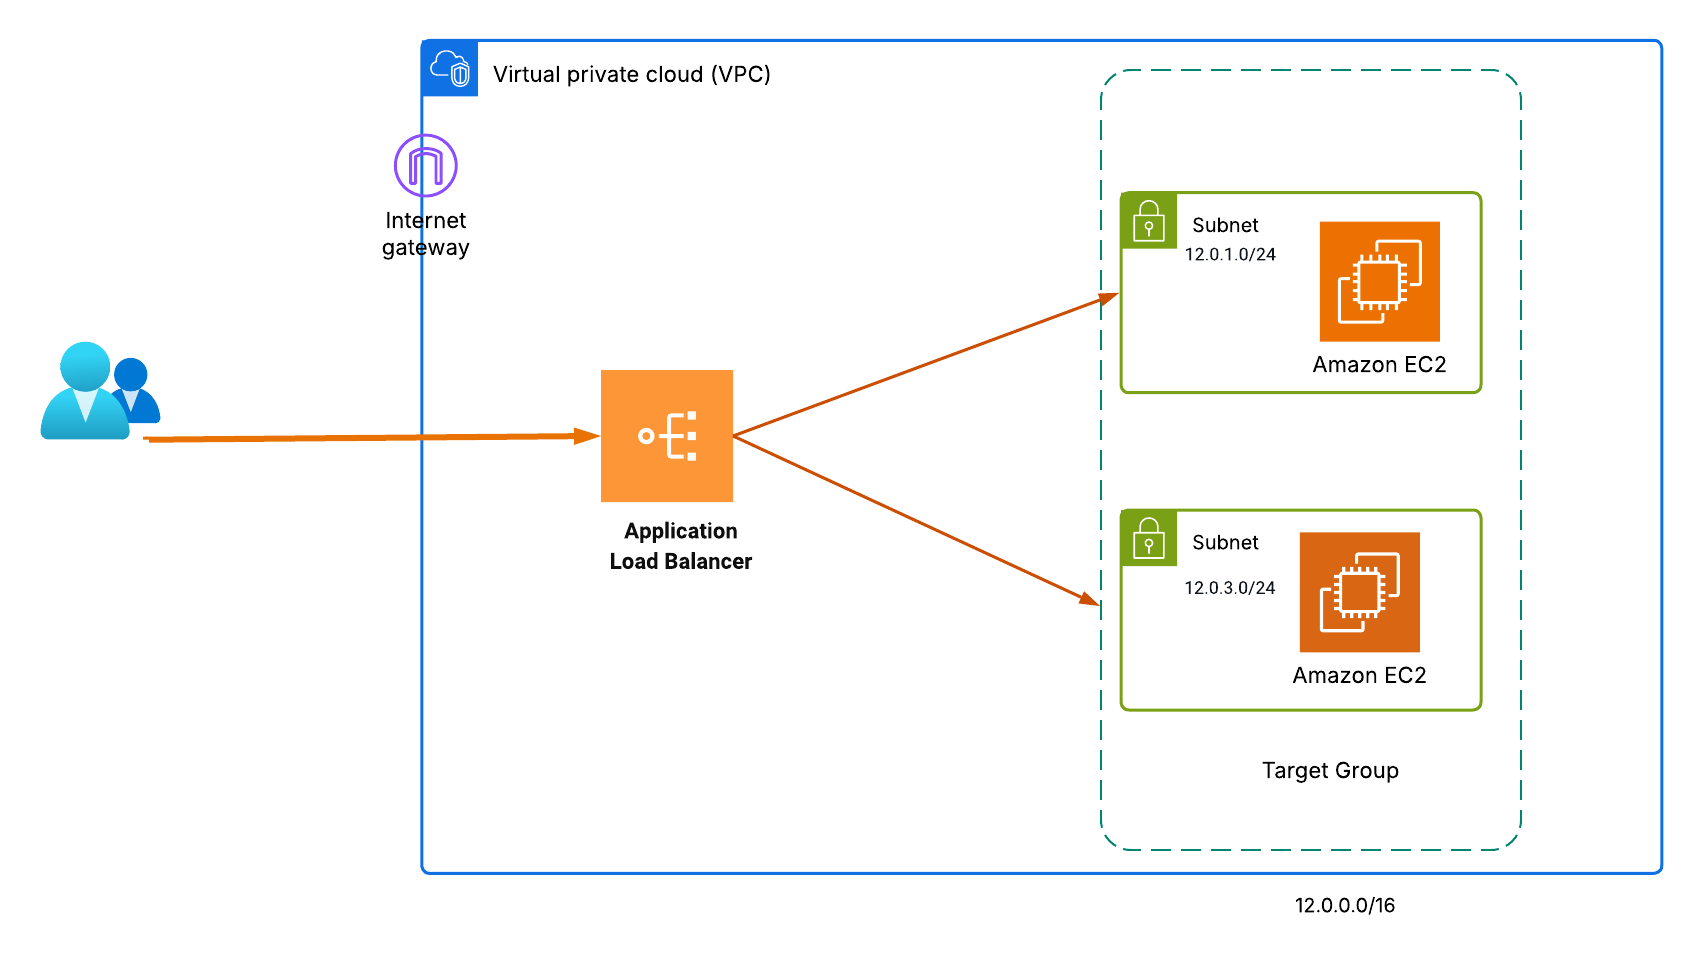 Virtual private cloud (VPC)
Internet
gateway
Subnet
12.0.1.0/24
Amazon EC2
Application
Load Balancer
Subnet
12.0.3.0/24
Amazon EC2
Target Group
12.0.0.0/16